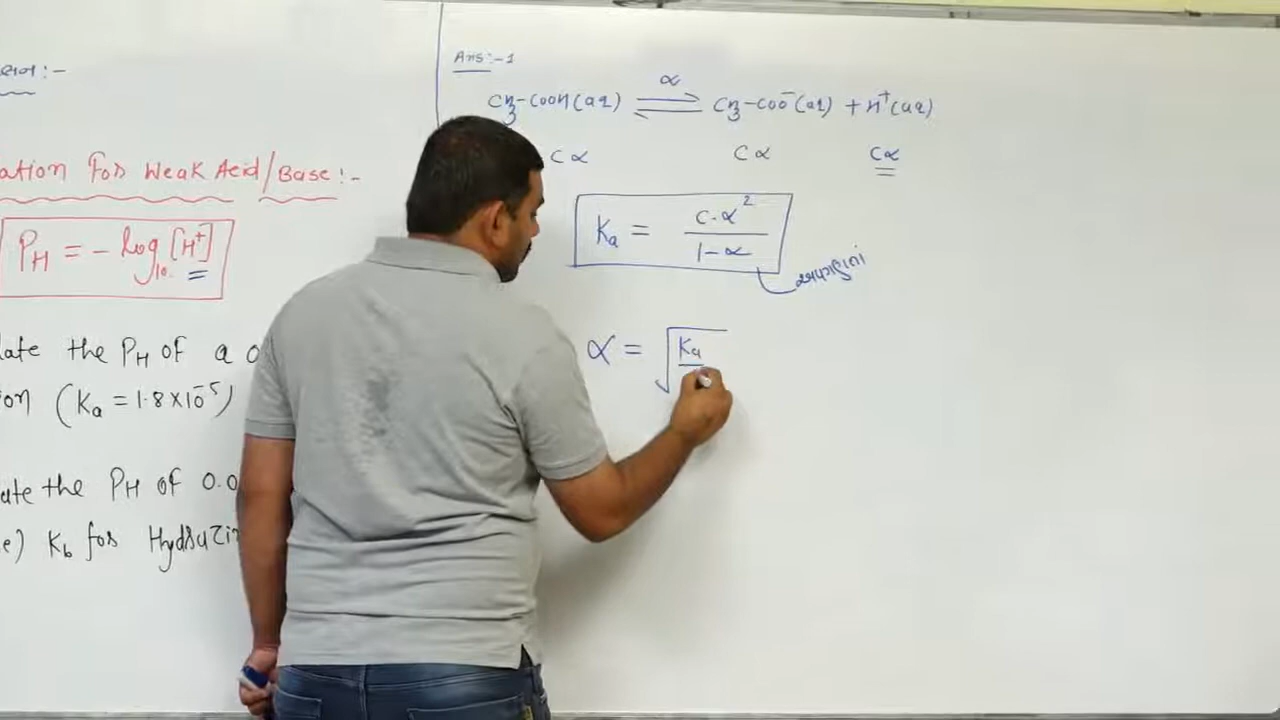 ation For Weak Acid/Base:-
PH = - log10 [H+]
late the PH of a 0
ion (Ka = 1.8×10^-5)
ate the PH of 0.0
e) Kb for Hydrazin
Ans:-1
CH3-COOH(aq) ⇌ CH3-COO^-(aq) + H^+(aq)
α
Cα Cα Cα
Ka = C·α^2 / 1-α
α = √Ka